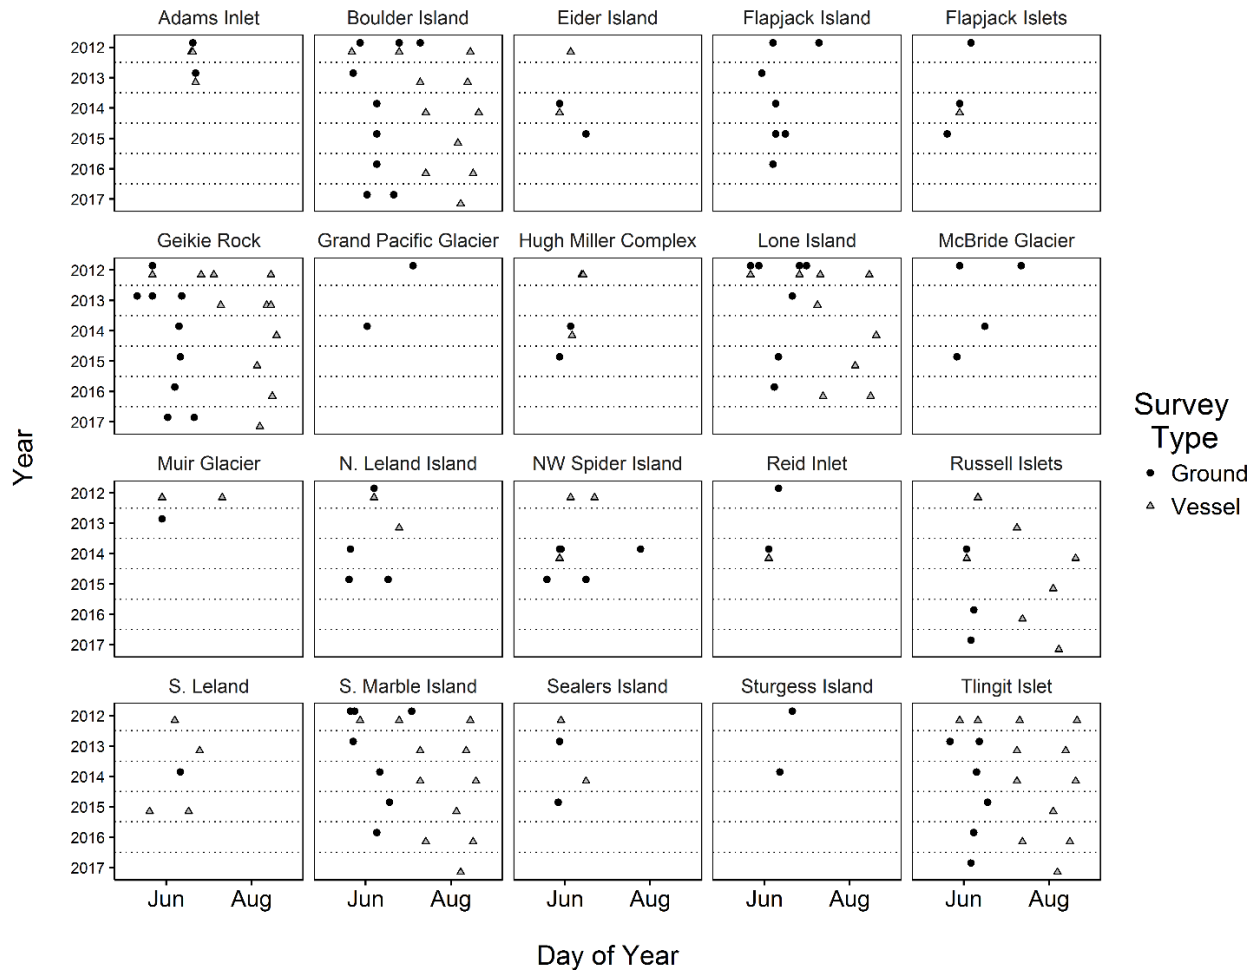 Adams Inlet Boulder Island Eider Island Flapjack Island Flapjack Islets
2012
2013
2014
2015
2016
2017
Geikie Rock Grand Pacific Glacier Hugh Miller Complex Lone Island McBride Glacier
2012
2013
2014
2015
2016
2017
Muir Glacier N. Leland Island NW Spider Island Reid Inlet Russell Islets
2012
2013
2014
2015
2016
2017
S. Leland S. Marble Island Sealers Island Sturgess Island Tlingit Islet
2012
2013
2014
2015
2016
2017
Jun Aug Jun Aug Jun Aug Jun Aug Jun Aug
Day of Year
Year
Survey
Type
Ground
Vessel